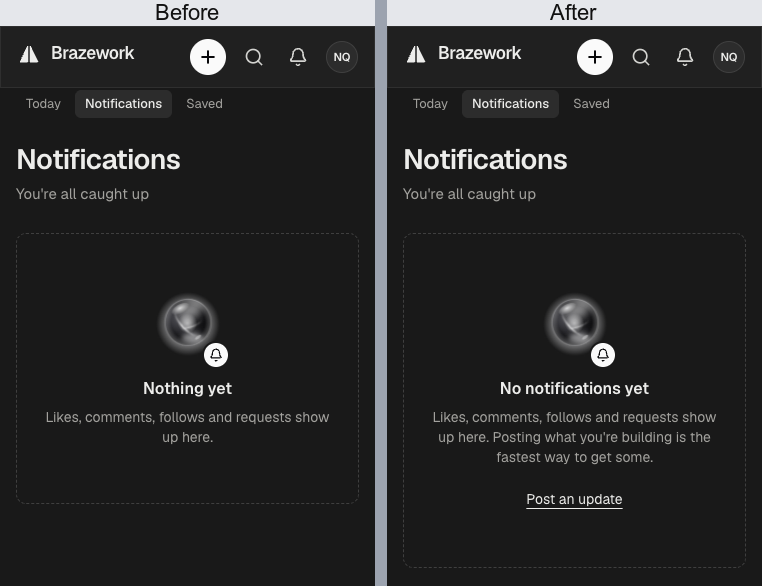 Before
Brazework
NQ
Today
Notifications
Saved
Notifications
You're all caught up
Nothing yet
Likes, comments, follows and requests show
up here.
After
Brazework
NQ
Today
Notifications
Saved
Notifications
You're all caught up
No notifications yet
Likes, comments, follows and requests show
up here. Posting what you're building is the
fastest way to get some.
Post an update